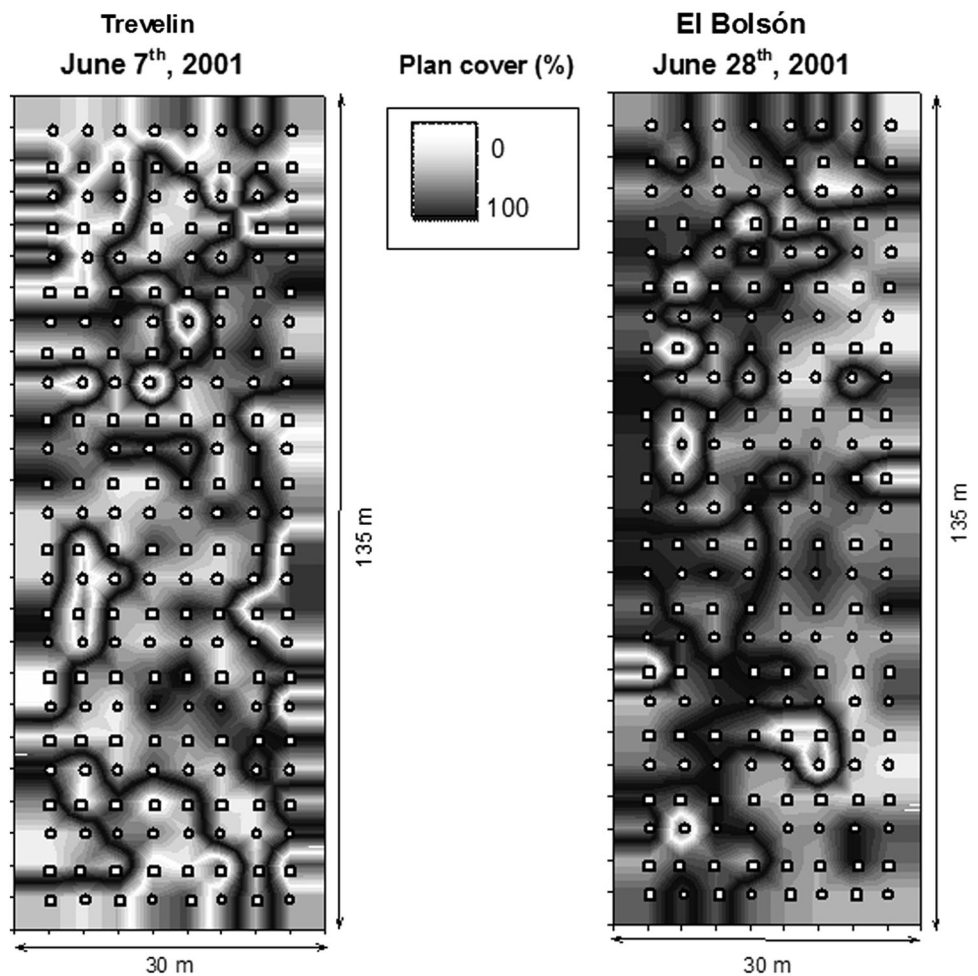 Trevelin
June 7th, 2001
Plan cover (%)
0
100
El Bolsón
June 28th, 2001
135 m
30 m
135 m
30 m